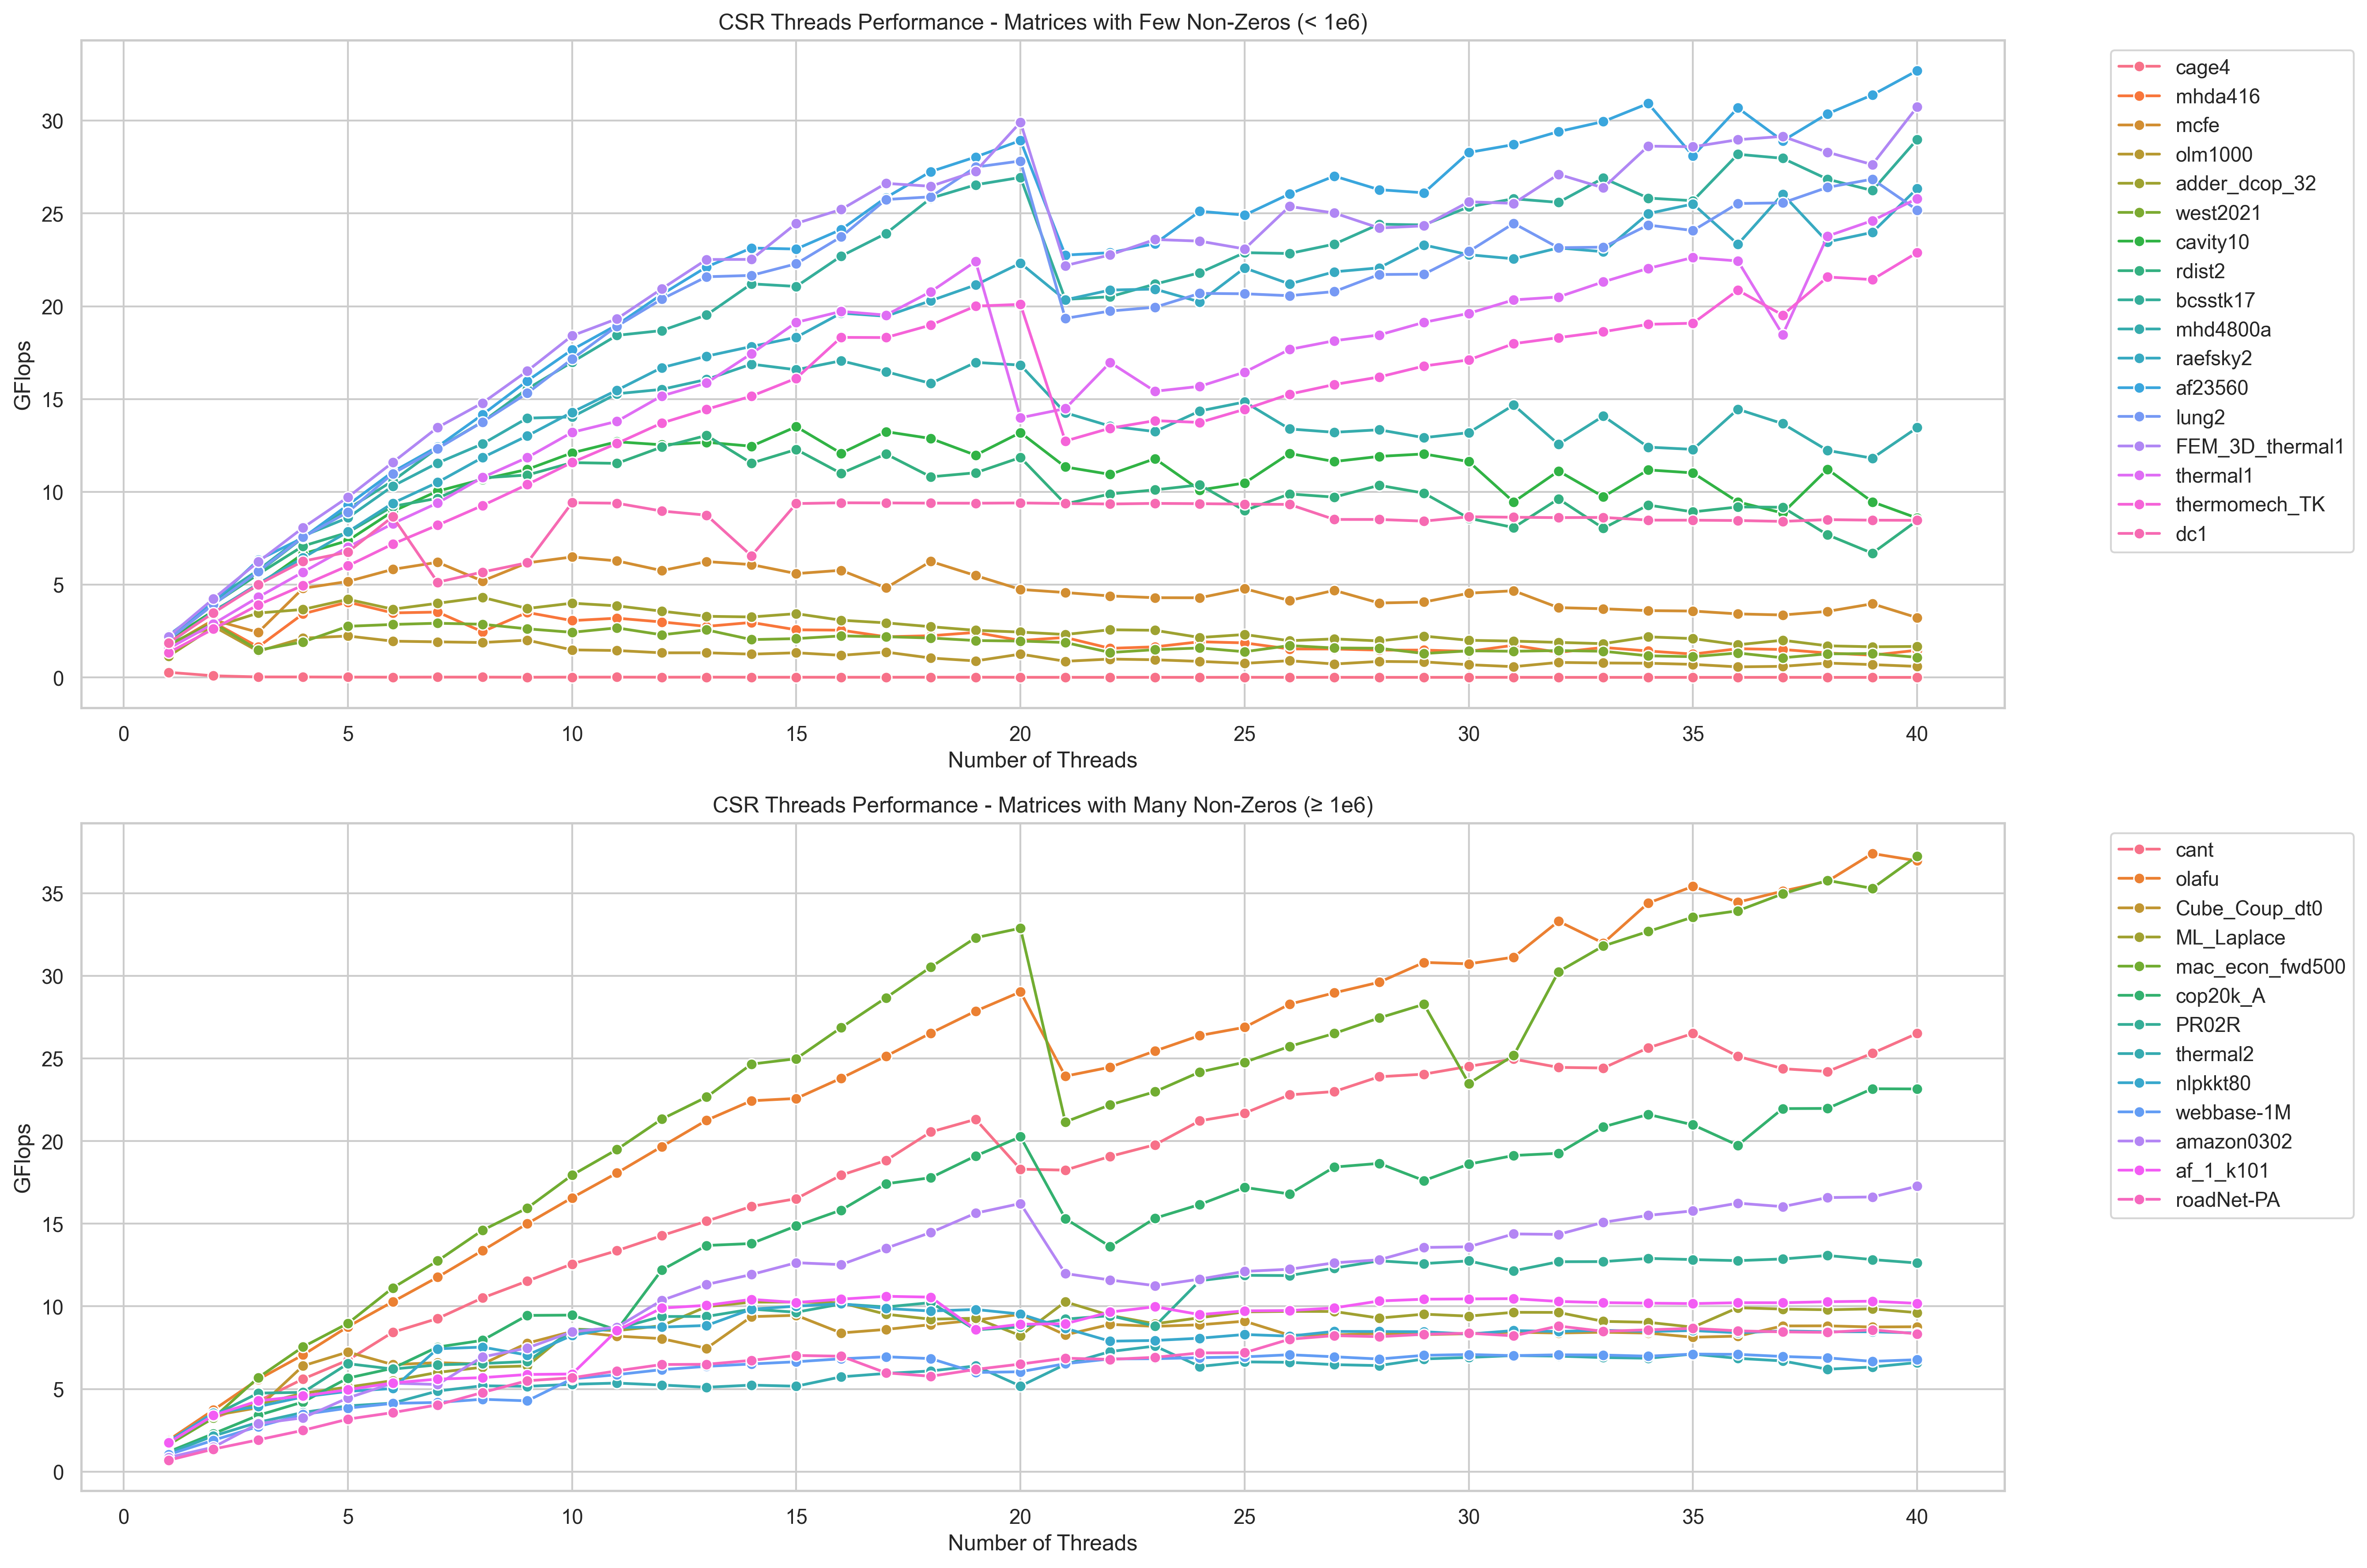 CSR Threads Performance - Matrices with Few Non-Zeros (< 1e6)
GFlops
30
25
20
15
10
5
0
0 5 10 15 20 25 30 35 40
Number of Threads
cage4
mhda416
mcfe
olm1000
adder_dcop_32
west2021
cavity10
rdist2
bcsstk17
mhd4800a
raefsky2
af23560
lung2
FEM_3D_thermal1
thermal1
thermomech_TK
dc1
CSR Threads Performance - Matrices with Many Non-Zeros (≥ 1e6)
GFlops
35
30
25
20
15
10
5
0
0 5 10 15 20 25 30 35 40
Number of Threads
cant
olafu
Cube_Coup_dt0
ML_Laplace
mac_econ_fwd500
cop20k_A
PR02R
thermal2
nlpkkt80
webbase-1M
amazon0302
af_1_k101
roadNet-PA